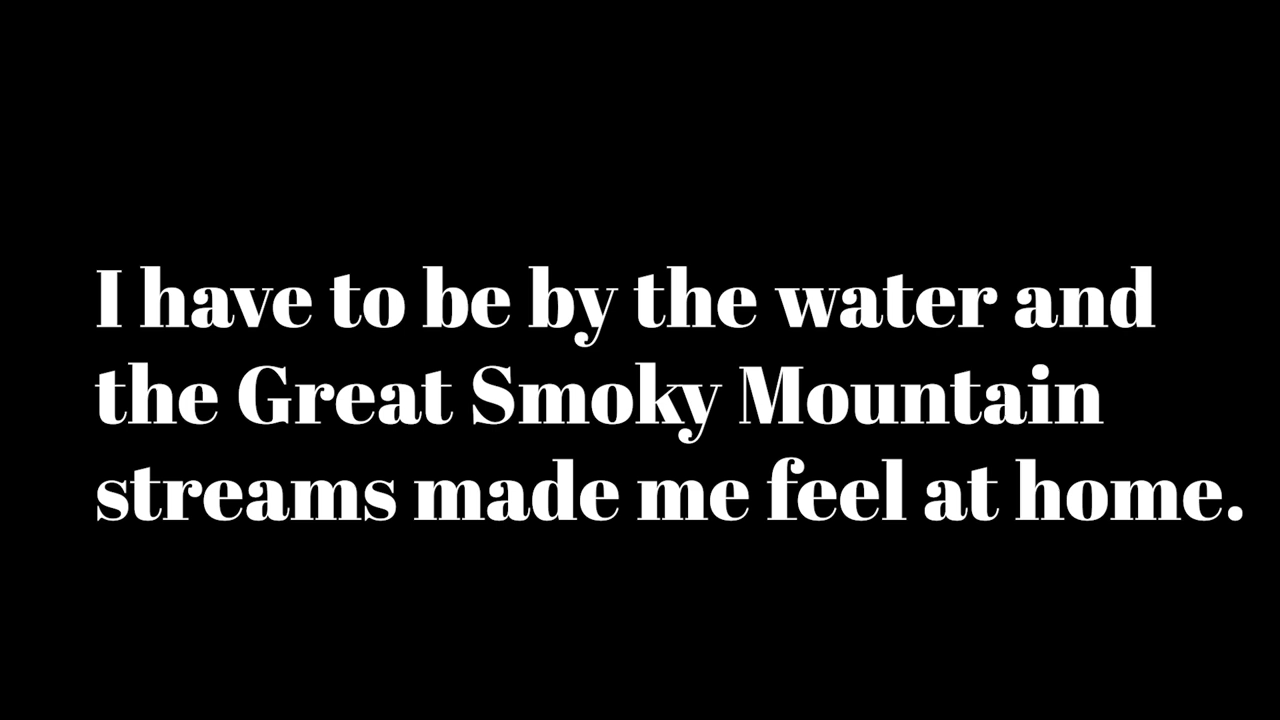 I have to be by the water and
the Great Smoky Mountain
streams made me feel at home.